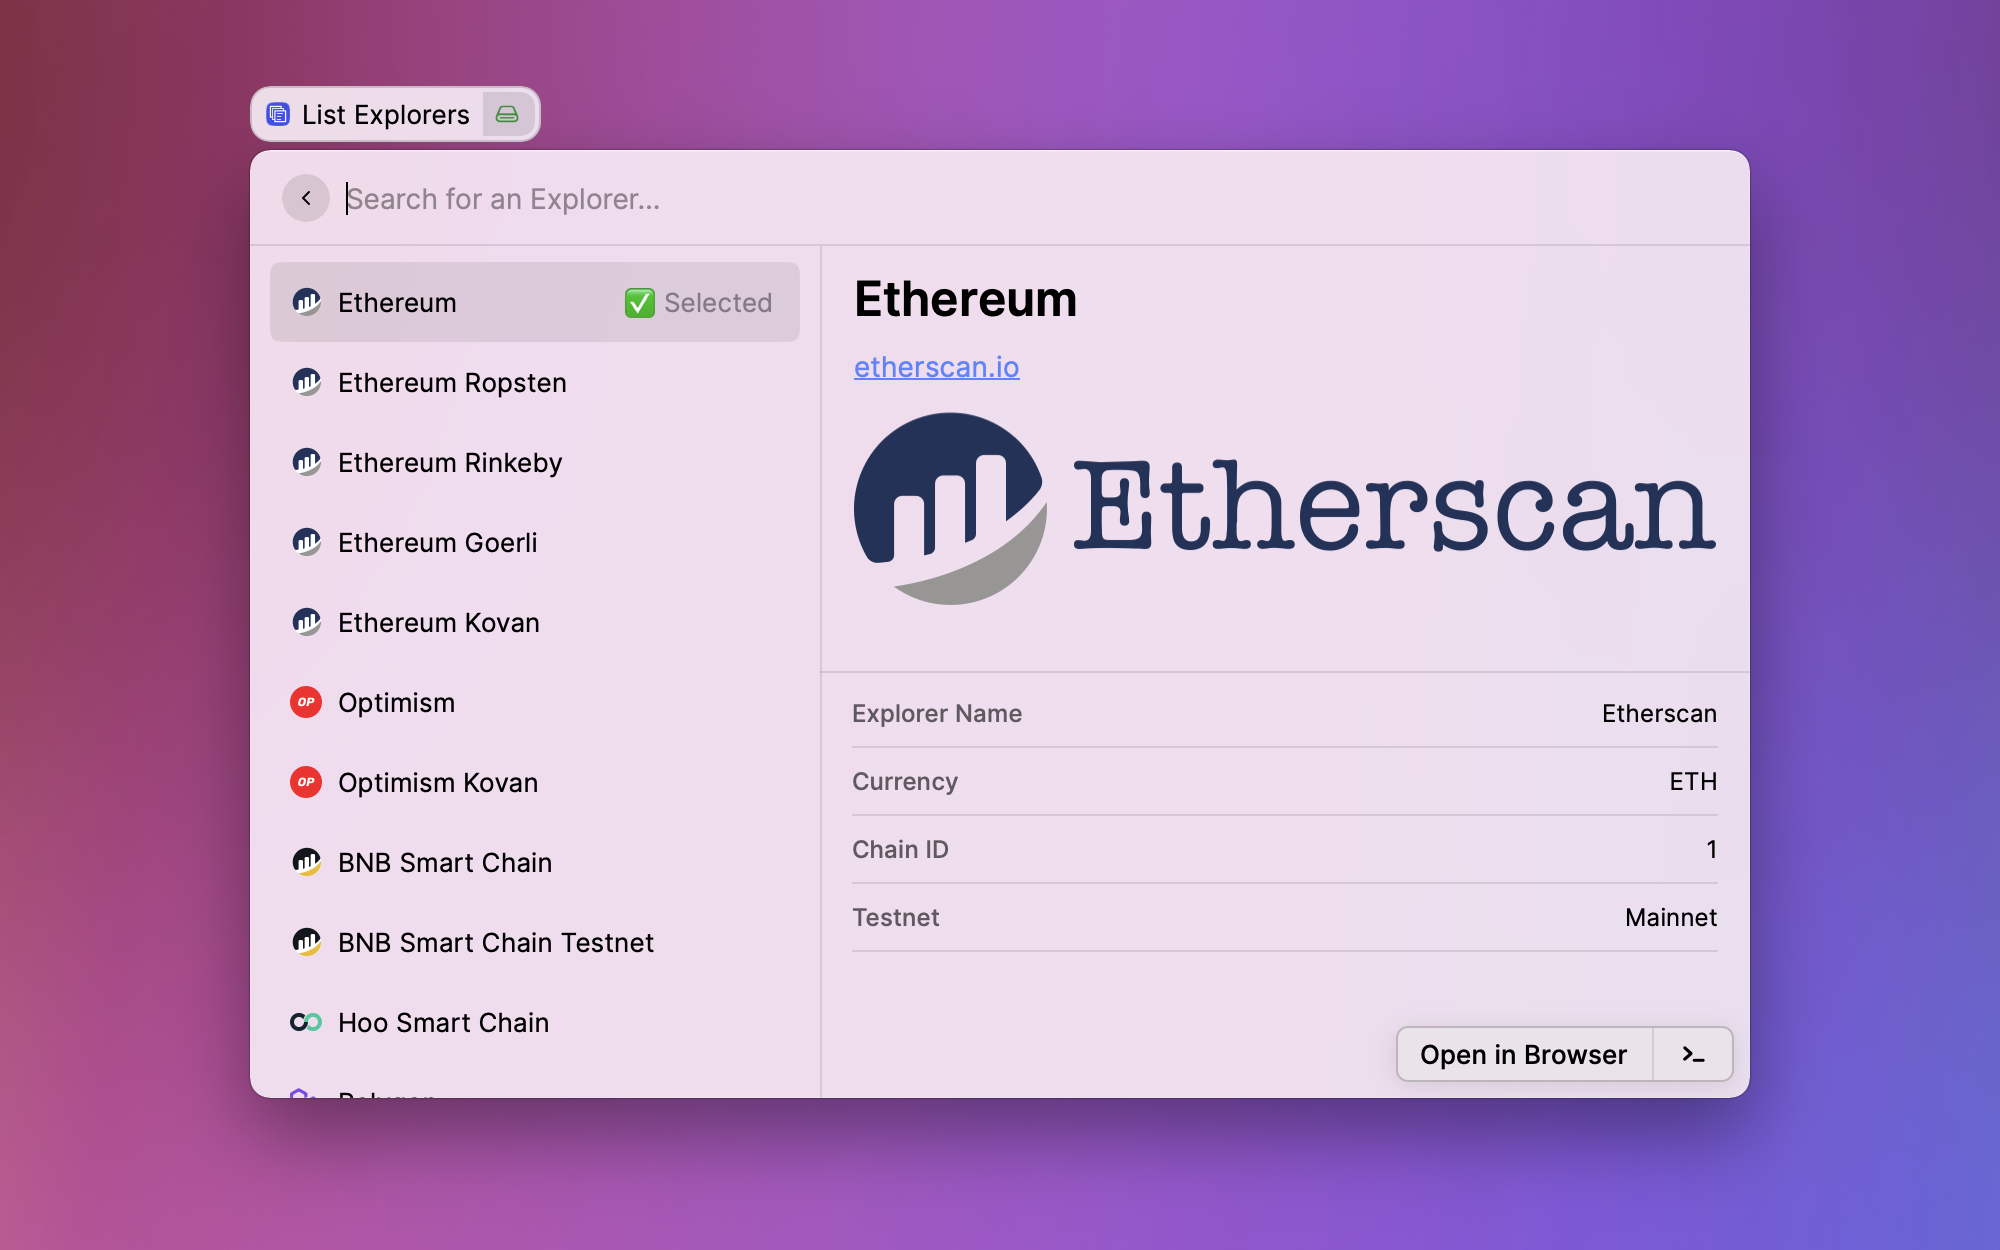 List Explorers
Search for an Explorer...
Ethereum ✅ Selected
Ethereum Ropsten
Ethereum Rinkeby
Ethereum Goerli
Ethereum Kovan
OP Optimism
OP Optimism Kovan
BNB Smart Chain
BNB Smart Chain Testnet
Hoo Smart Chain
Ethereum
etherscan.io
Etherscan
Explorer Name Etherscan
Currency ETH
Chain ID 1
Testnet Mainnet
Open in Browser